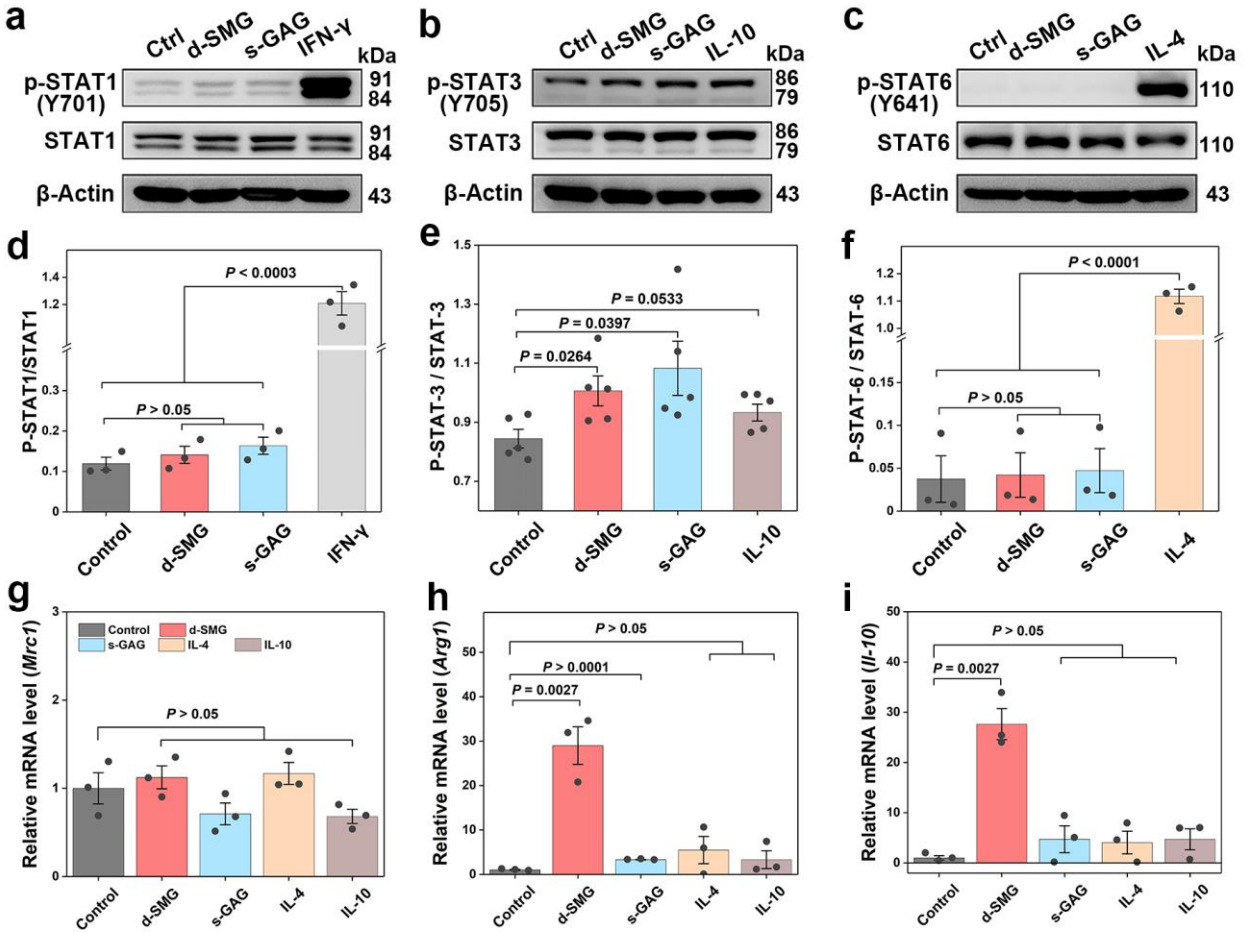 a
Ctrl
d-SMG
s-GAG
IFN-γ
kDa
p-STAT1
(Y701)
91
84
STAT1
91
84
β-Actin
43
b
Ctrl
d-SMG
s-GAG
IL-10
kDa
p-STAT3
(Y705)
86
79
STAT3
86
79
β-Actin
43
c
Ctrl
d-SMG
s-GAG
IL-4
kDa
p-STAT6
(Y641)
110
STAT6
110
β-Actin
43
d
P-STAT1/STAT1
1.4
1.2
0.3
0.2
0.1
0
P < 0.0003
P > 0.05
Control
d-SMG
s-GAG
IFN-γ
e
P-STAT-3 / STAT-3
1.5
1.3
1.1
0.9
0.7
P = 0.0533
P = 0.0397
P = 0.0264
Control
d-SMG
s-GAG
IL-10
f
P-STAT-6 / STAT-6
1.2
1.1
1.0
0.15
0.10
0.05
0
P < 0.0001
P > 0.05
Control
d-SMG
s-GAG
IL-4
g
Relative mRNA level (Mrc1)
3
2
1
0
Control
d-SMG
s-GAG
IL-4
IL-10
P > 0.05
Control
d-SMG
s-GAG
IL-4
IL-10
h
Relative mRNA level (Arg1)
50
40
30
20
10
0
P > 0.05
P > 0.0001
P = 0.0027
Control
d-SMG
s-GAG
IL-4
IL-10
i
Relative mRNA level (Il-10)
50
40
30
20
10
0
P > 0.05
P = 0.0027
Control
d-SMG
s-GAG
IL-4
IL-10